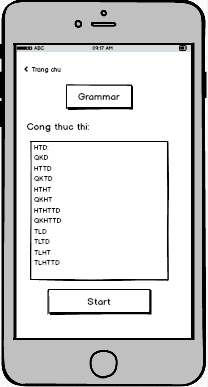 ABC 09:17 AM
Trang chu
Grammar
Cong thuc thi:
HTD:
QKD
HTTD
QKTD
HTHT
QKHT
HTHTTD
QKHTTD
TLD
TLTD
TLHT
TLHTTD
Start